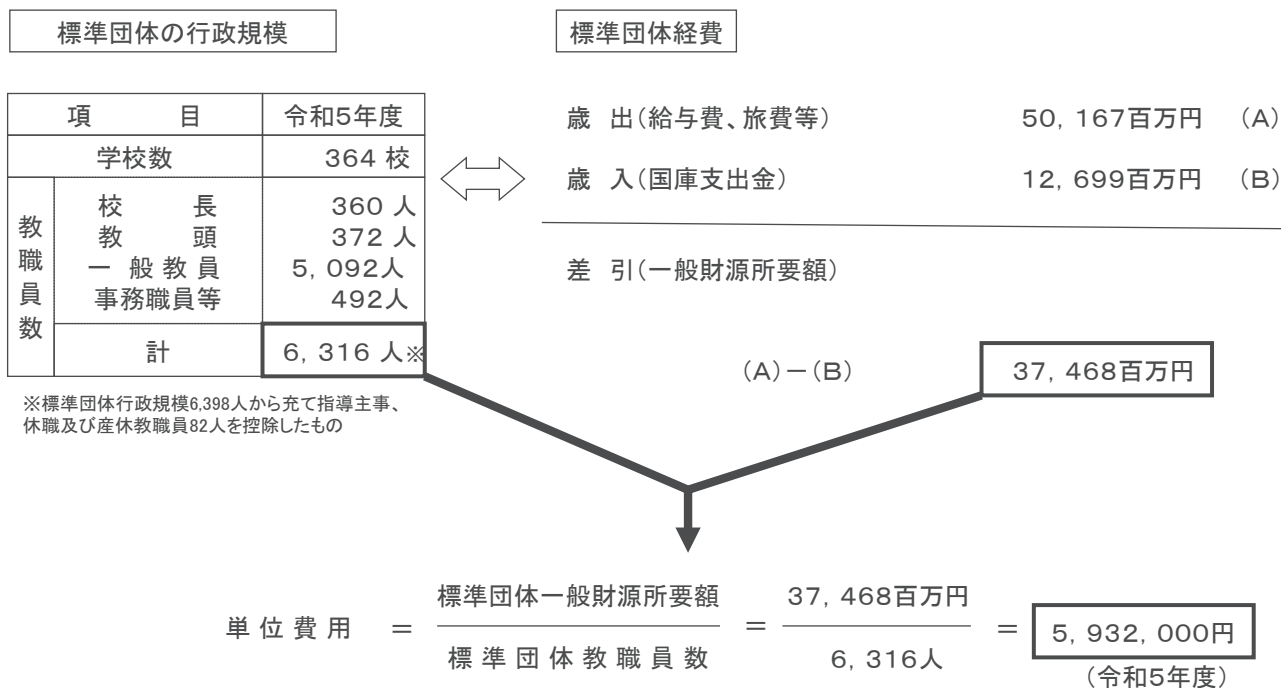 標準団体の行政規模
標準団体経費
項　目　令和5年度
学校数　364 校
教職員数
校　長　360 人
教　頭　372 人
一般教員　5, 092人
事務職員等　492人
計　6, 316 人※
※標準団体行政規模6,398人から充て指導主事、
休職及び産休教職員82人を控除したもの
歳 出(給与費、旅費等)　50, 167百万円　(A)
歳 入(国庫支出金)　12, 699百万円　(B)
差 引(一般財源所要額)
(A)－(B)　37, 468百万円
単位費用 ＝ 標準団体一般財源所要額 ＝ 37, 468百万円 ＝ 5, 932, 000円
標準団体教職員数　6, 316人
(令和5年度)